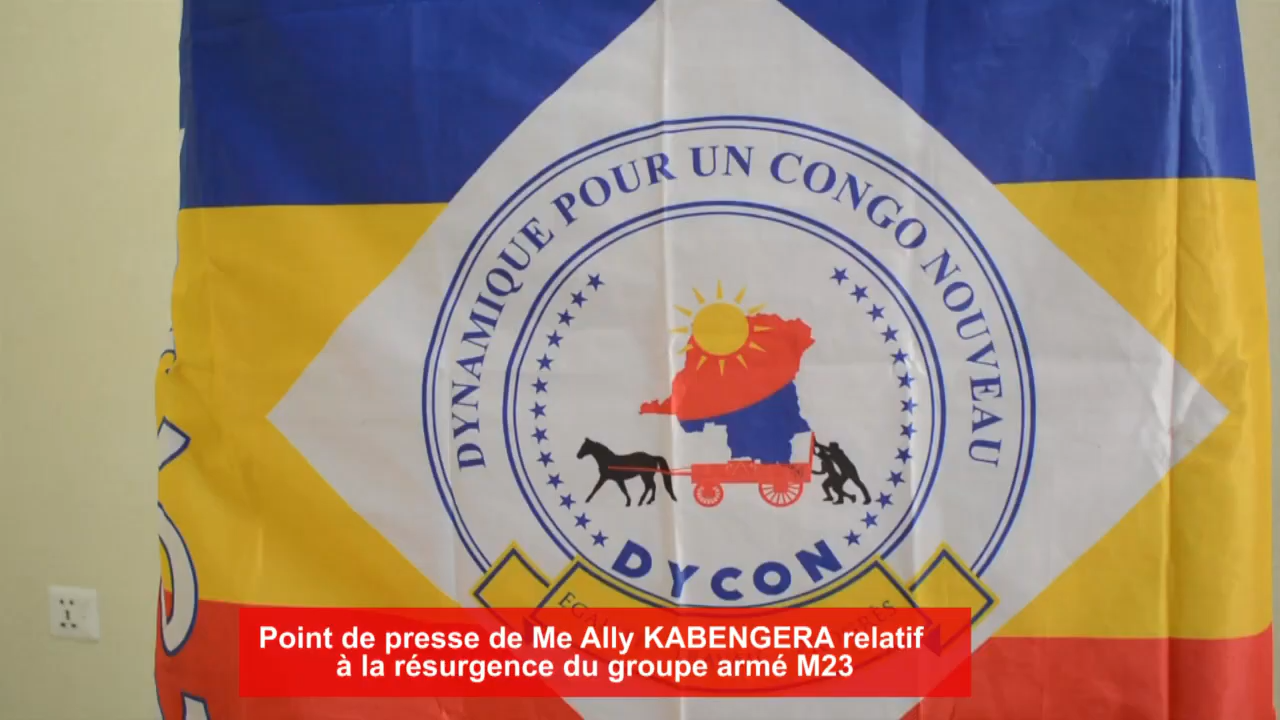 DYNAMIQUE POUR UN CONGO NOUVEAU
DYCON
Point de presse de Me Ally KABENGERA relatif
à la résurgence du groupe armé M23